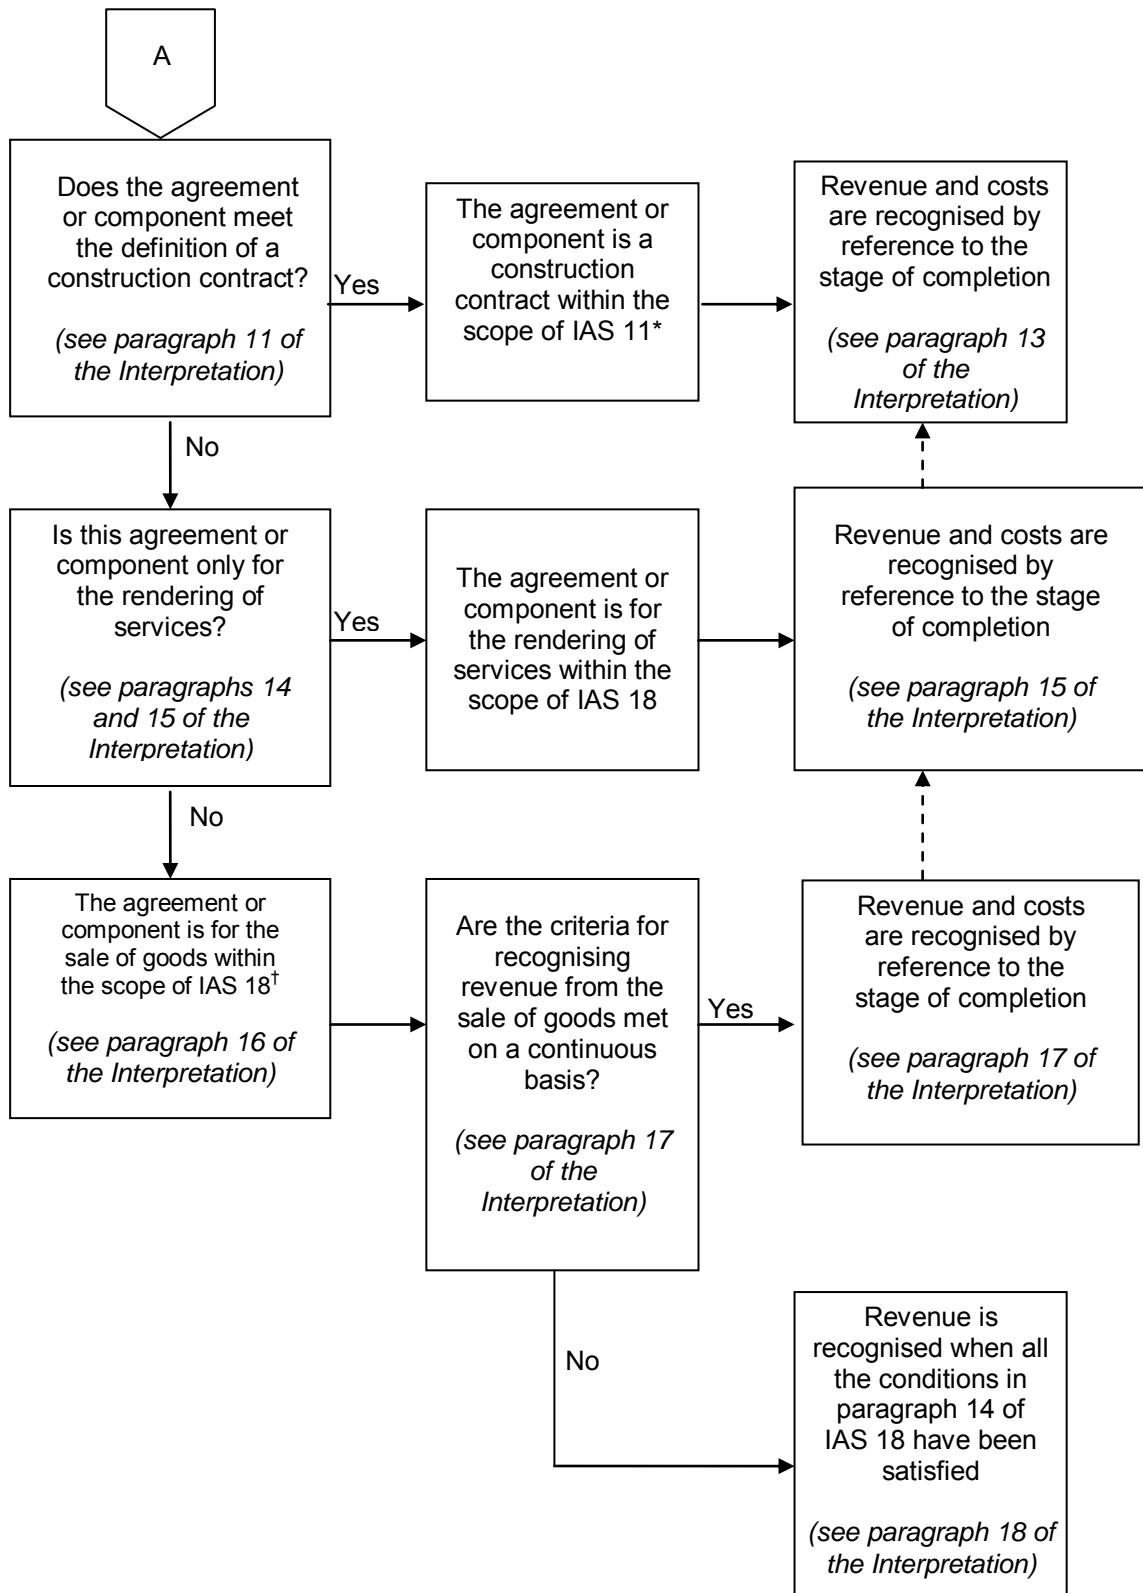 A
Does the agreement
or component meet
the definition of a
construction contract?
(see paragraph 11 of
the Interpretation)
Yes
The agreement or
component is a
construction
contract within the
scope of IAS 11*
Revenue and costs
are recognised by
reference to the
stage of completion
(see paragraph 13
of the
Interpretation)
No
Is this agreement or
component only for
the rendering of
services?
(see paragraphs 14
and 15 of the
Interpretation)
Yes
The agreement or
component is for
the rendering of
services within the
scope of IAS 18
Revenue and costs are
recognised by
reference to the stage
of completion
(see paragraph 15 of
the Interpretation)
No
The agreement or
component is for the
sale of goods within
the scope of IAS 18†
(see paragraph 16 of
the Interpretation)
Are the criteria for
recognising
revenue from the
sale of goods met
on a continuous
basis?
(see paragraph 17
of the
Interpretation)
Yes
Revenue and costs
are recognised by
reference to the
stage of completion
(see paragraph 17 of
the Interpretation)
No
Revenue is
recognised when all
the conditions in
paragraph 14 of
IAS 18 have been
satisfied
(see paragraph 18 of
the Interpretation)